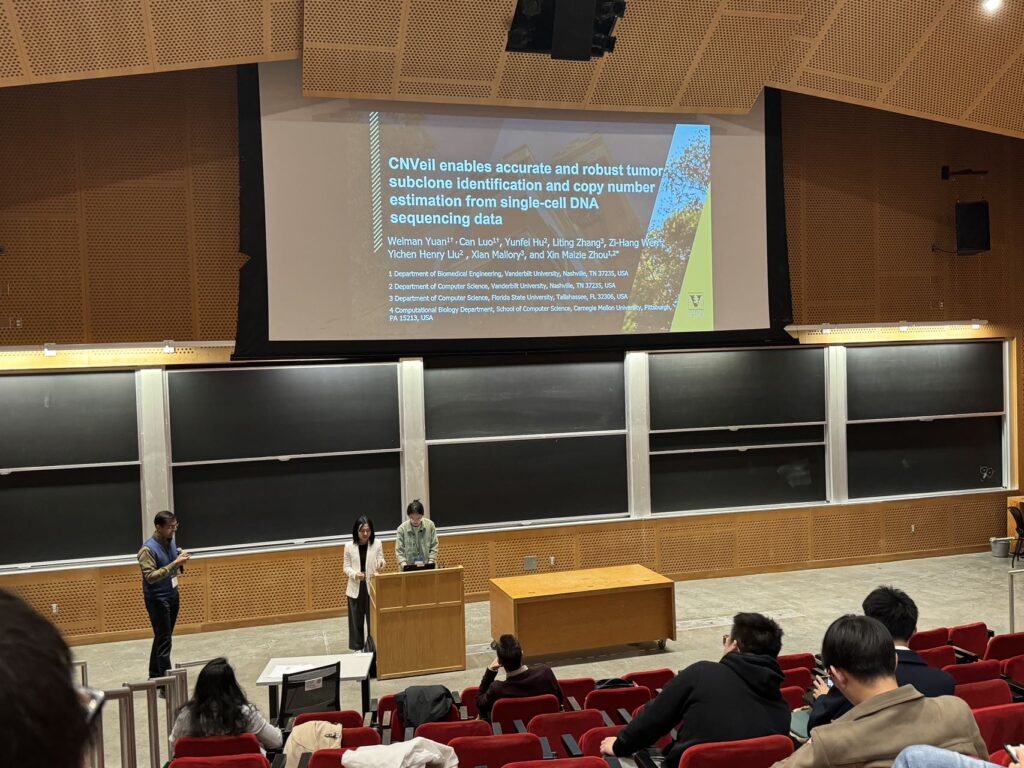 CNVeil enables accurate and robust tumor
subclone identification and copy number
estimation from single-cell DNA
sequencing data
Weiman Yuan¹†, Can Luo¹†, Yunfei Hu², Liting Zhang³, Zi-Hang Wen⁴,
Yichen Henry Liu², Xian Mallory³, and Xin Maizie Zhou¹,²*
1 Department of Biomedical Engineering, Vanderbilt University, Nashville, TN 37235, USA
2 Department of Computer Science, Vanderbilt University, Nashville, TN 37235, USA
3 Department of Computer Science, Florida State University, Tallahassee, FL 32306, USA
4 Computational Biology Department, School of Computer Science, Carnegie Mellon University, Pittsburgh,
PA 15213, USA